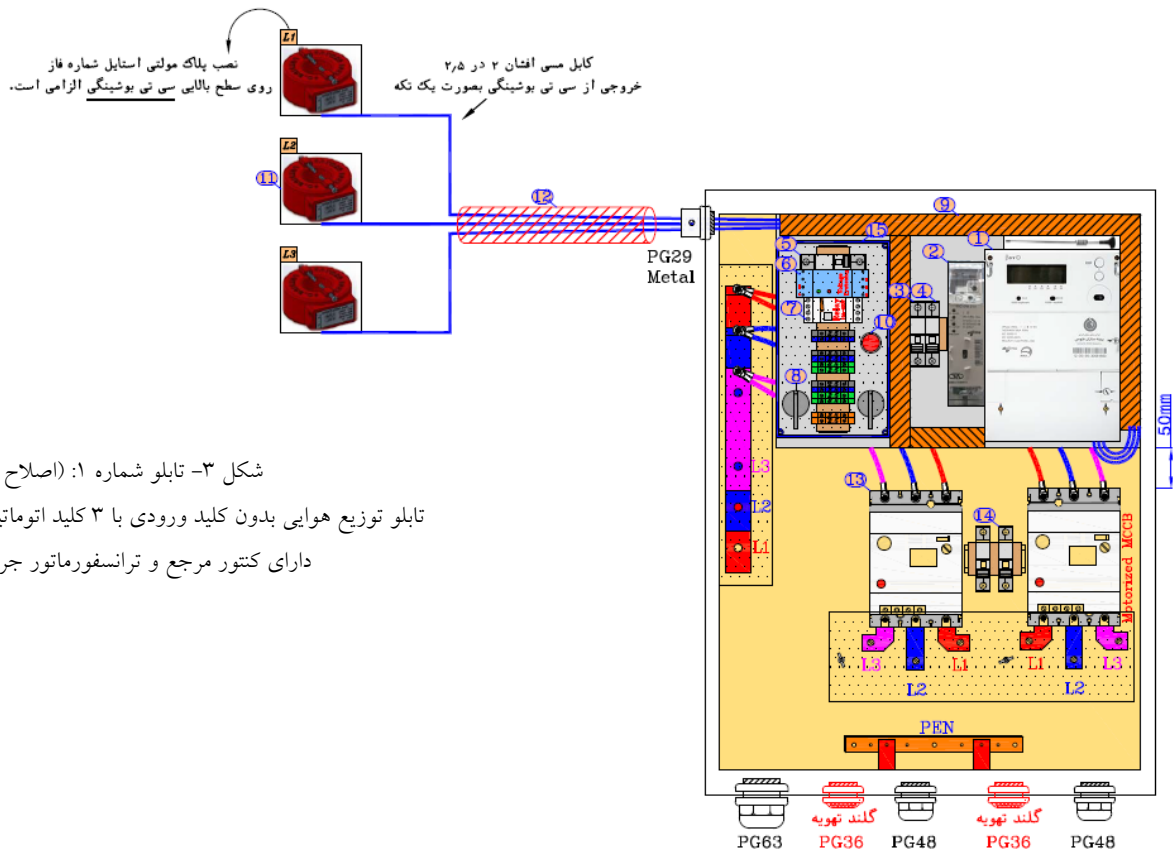 L1
نصب پلاک مولتی استایل شماره فاز
روی سطح بالایی سی تی بوشینگی الزامی است.
کابل مسی افشان ۲ در ۲٫۵
خروجی از سی تی بوشینگی بصورت یک تکه
L2
11
L3
12
PG29
Metal
9
15
5
6
7
8
3
4
2
1
10
50mm
L3
L2
L1
13
14
Motorized MCCB
L3
L2
L1
L1
L2
L3
PEN
گلند تهویه
گلند تهویه
PG63
PG36
PG48
PG36
PG48
شکل ۳- تابلو شماره ۱: (اصلاح
تابلو توزیع هوایی بدون کلید ورودی با ۳ کلید اتوماتی
دارای کنتور مرجع و ترانسفورماتور جر